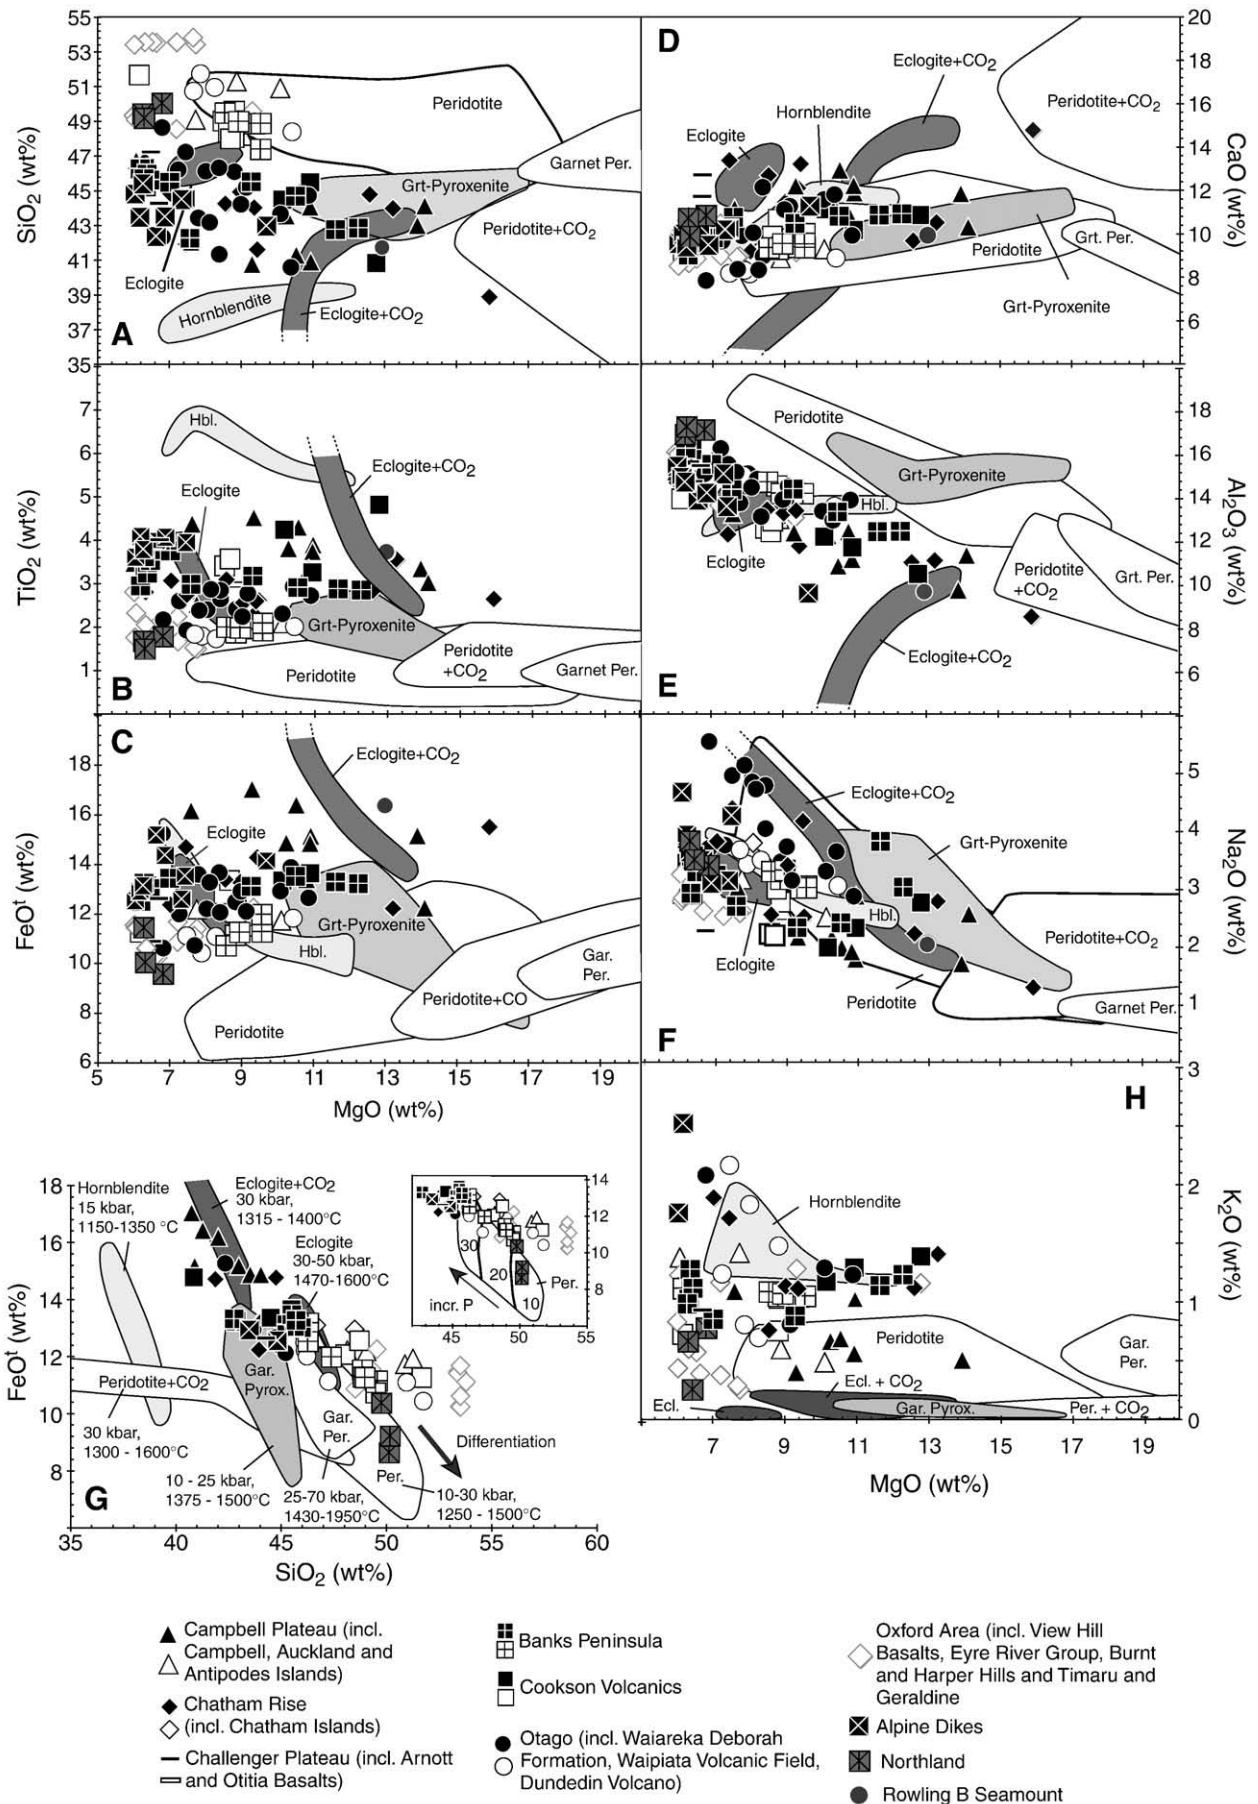 A
SiO2 (wt%)
55
53
51
49
47
45
43
41
39
37
35
Peridotite
Garnet Per.
Grt-Pyroxenite
Peridotite+CO2
Eclogite
Hornblendite
Eclogite+CO2
D
CaO (wt%)
20
18
16
14
12
10
8
6
Eclogite+CO2
Hornblendite
Peridotite+CO2
Eclogite
Grt. Per.
Peridotite
Grt-Pyroxenite
B
TiO2 (wt%)
7
6
5
4
3
2
1
Hbl.
Eclogite+CO2
Eclogite
Grt-Pyroxenite
Peridotite
+CO2
Peridotite
Garnet Per.
E
Al2O3 (wt%)
18
16
14
12
10
8
6
Peridotite
Grt-Pyroxenite
Hbl.
Eclogite
Peridotite
+CO2
Grt. Per.
Eclogite+CO2
C
FeOt (wt%)
18
16
14
12
10
8
6
Eclogite+CO2
Eclogite
Grt-Pyroxenite
Hbl.
Gar.
Per.
Peridotite+CO
Peridotite
5 7 9 11 13 15 17 19
MgO (wt%)
F
Na2O (wt%)
5
4
3
2
1
Eclogite+CO2
Grt-Pyroxenite
Hbl.
Peridotite+CO2
Eclogite
Peridotite
Garnet Per.
G
FeOt (wt%)
18
16
14
12
10
8
Hornblendite
15 kbar,
1150-1350 °C
Eclogite+CO2
30 kbar,
1315 - 1400°C
Eclogite
30-50 kbar,
1470-1600°C
14
12
10
8
30
20
10
Per.
incr. P
45 50 55
Peridotite+CO2
30 kbar,
1300 - 1600°C
Gar.
Pyrox.
Gar.
Per.
Per.
Differentiation
10 - 25 kbar,
1375 - 1500°C
25-70 kbar,
1430-1950°C
10-30 kbar,
1250 - 1500°C
35 40 45 50 55 60
SiO2 (wt%)
H
K2O (wt%)
3
2
1
0
Hornblendite
Peridotite
Gar.
Per.
Ecl. + CO2
Ecl.
Gar. Pyrox.
Per. + CO2
7 9 11 13 15 17 19
MgO (wt%)
Campbell Plateau (incl.
Campbell, Auckland and
Antipodes Islands)
Chatham Rise
(incl. Chatham Islands)
Challenger Plateau (incl. Arnott
and Otitia Basalts)
Banks Peninsula
Cookson Volcanics
Otago (incl. Waiareka Deborah
Formation, Waipiata Volcanic Field,
Dundedin Volcano)
Oxford Area (incl. View Hill
Basalts, Eyre River Group, Burnt
and Harper Hills and Timaru and
Geraldine
Alpine Dikes
Northland
Rowling B Seamount